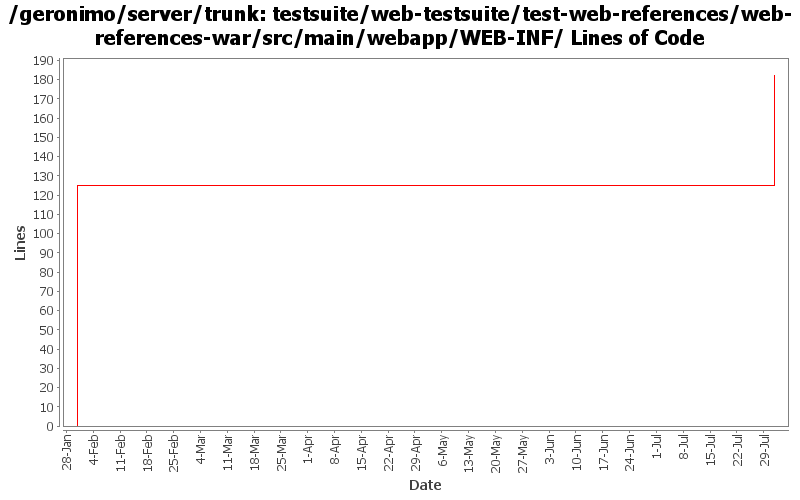 /geronimo/server/trunk: testsuite/web-testsuite/test-web-references/web-
references-war/src/main/webapp/WEB-INF/ Lines of Code
190
180
170
160
150
140
130
120
110
100
90
80
70
60
50
40
30
20
10
0
Lines
28-Jan
4-Feb
11-Feb
18-Feb
25-Feb
4-Mar
11-Mar
18-Mar
25-Mar
1-Apr
8-Apr
15-Apr
22-Apr
29-Apr
6-May
13-May
20-May
27-May
3-Jun
10-Jun
17-Jun
24-Jun
1-Jul
8-Jul
15-Jul
22-Jul
29-Jul
Date